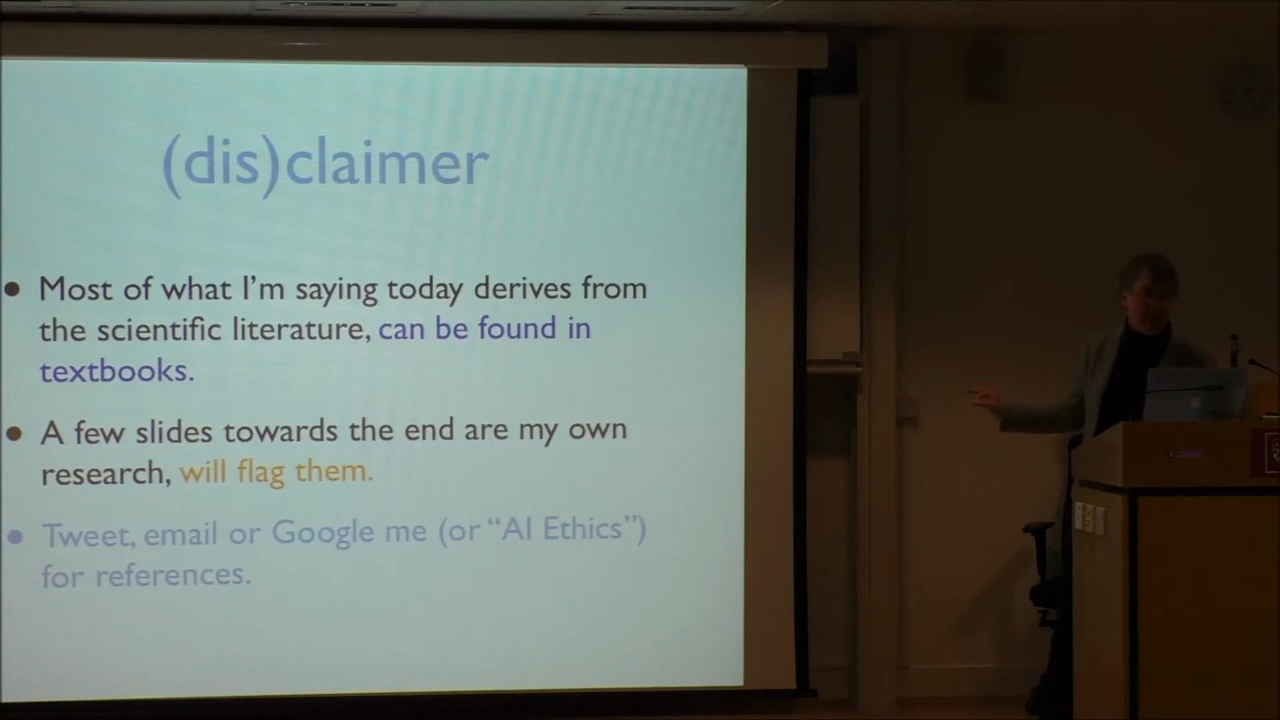 (dis)claimer
• Most of what I'm saying today derives from
the scientific literature, can be found in
textbooks.
• A few slides towards the end are my own
research, will flag them.
• Tweet, email or Google me (or “AI Ethics”)
for references.